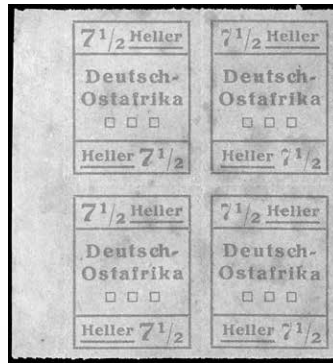 7 1/2 Heller 7 1/2 Heller
Deutsch- Deutsch-
Ostafrika Ostafrika
Heller 7 1/2 Heller 7 1/2
7 1/2 Heller 7 1/2 Heller
Deutsch- Deutsch-
Ostafrika Ostafrika
Heller 7 1/2 Heller 7 1/2